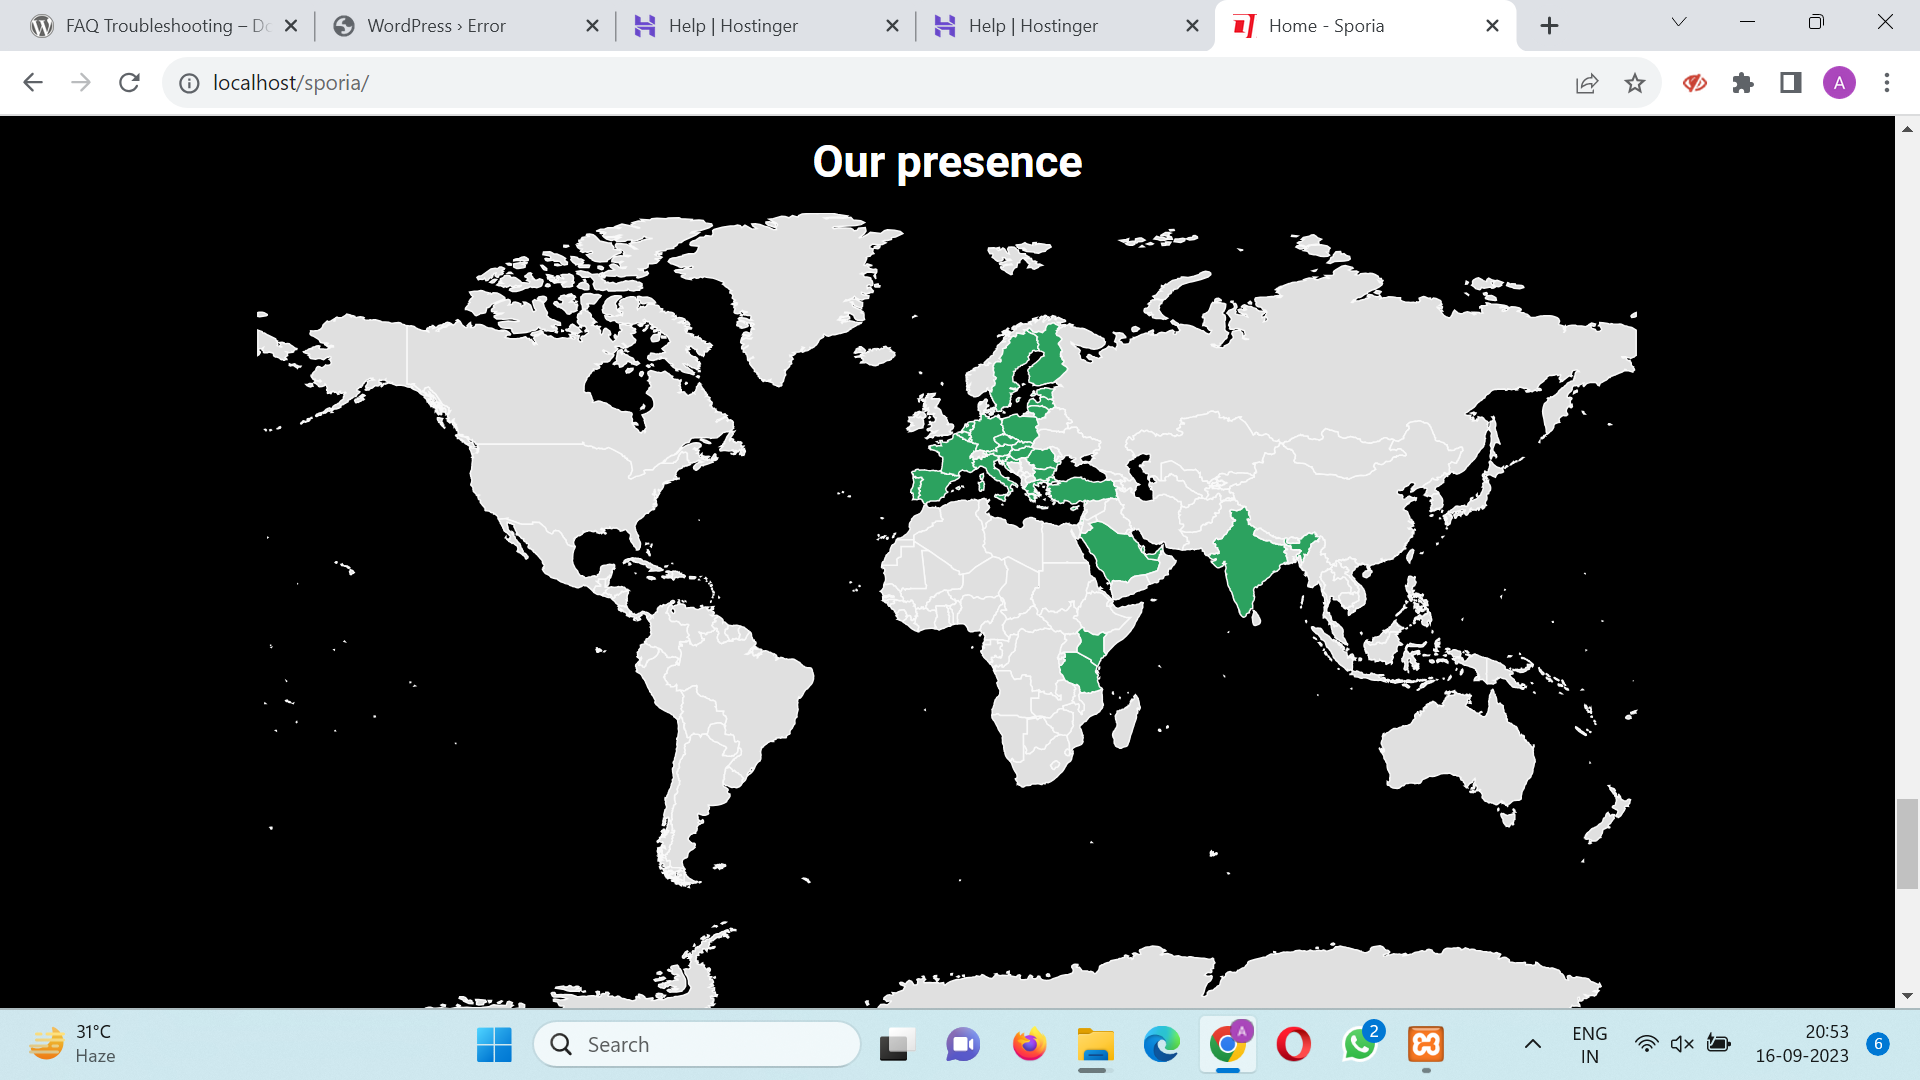 FAQ Troubleshooting – Do
WordPress › Error
Help | Hostinger
Help | Hostinger
Home - Sporia
localhost/sporia/
A
Our presence
31°C
Haze
Search
A
2
ENG
IN
20:53
16-09-2023
6